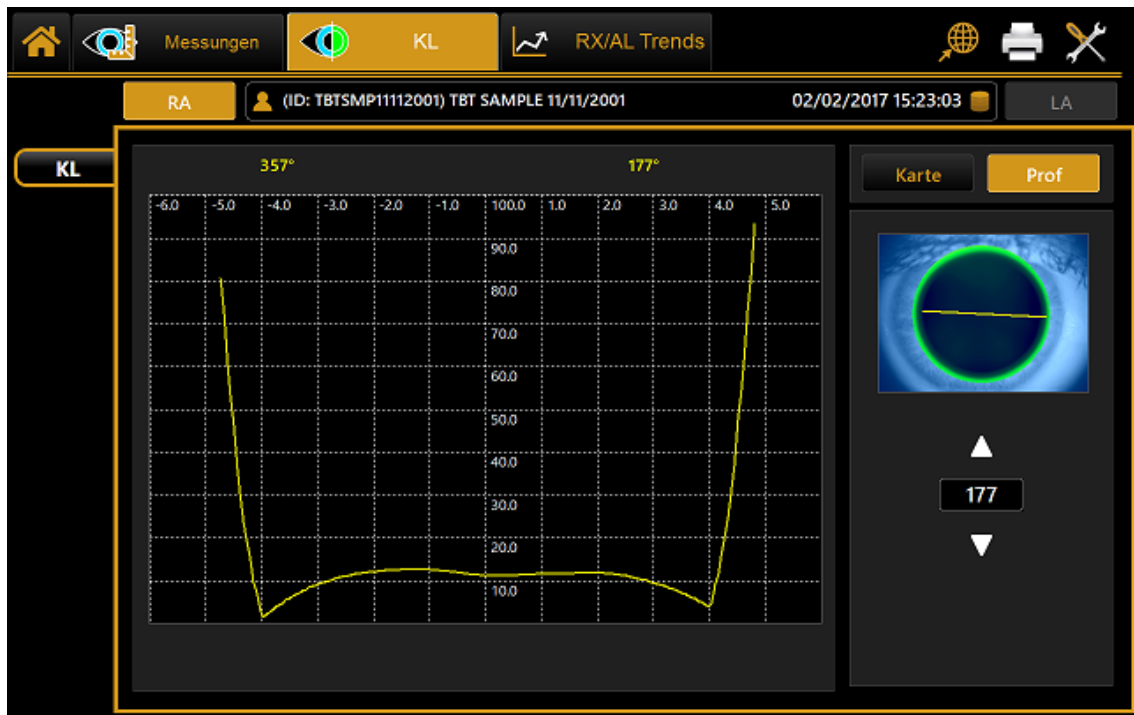 Messungen
KL
RX/AL Trends
RA
(ID: TBTSMP11112001) TBT SAMPLE 11/11/2001
02/02/2017 15:23:03
LA
KL
357°
177°
-6.0 -5.0 -4.0 -3.0 -2.0 -1.0 100.0 1.0 2.0 3.0 4.0 5.0
90.0
80.0
70.0
60.0
50.0
40.0
30.0
20.0
10.0
Karte
Prof
177